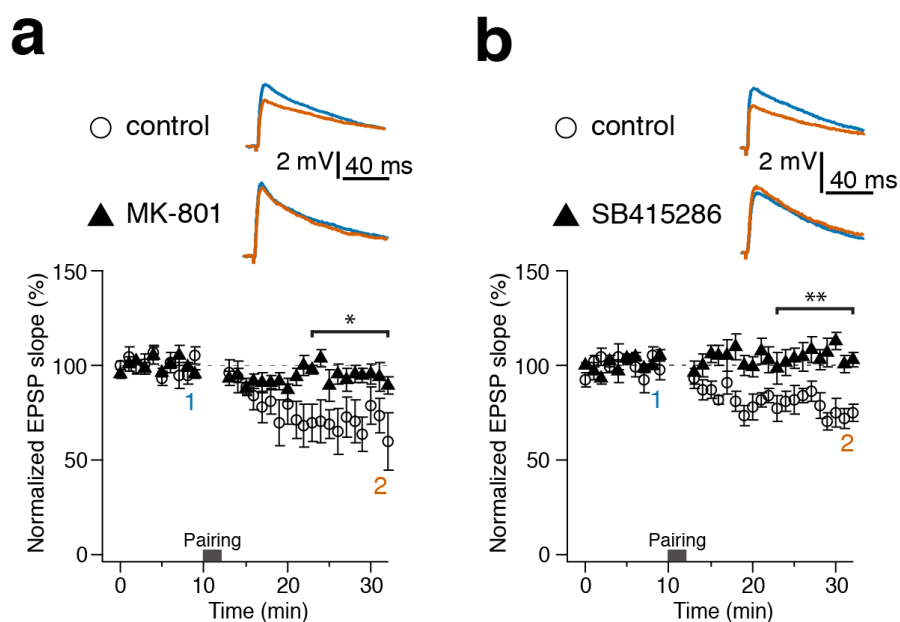 a
control
2 mV
40 ms
MK-801
Normalized EPSP slope (%)
150
100
50
0
*
1
2
Pairing
0
10
20
30
Time (min)
b
control
2 mV
40 ms
SB415286
Normalized EPSP slope (%)
150
100
50
0
**
1
2
Pairing
0
10
20
30
Time (min)